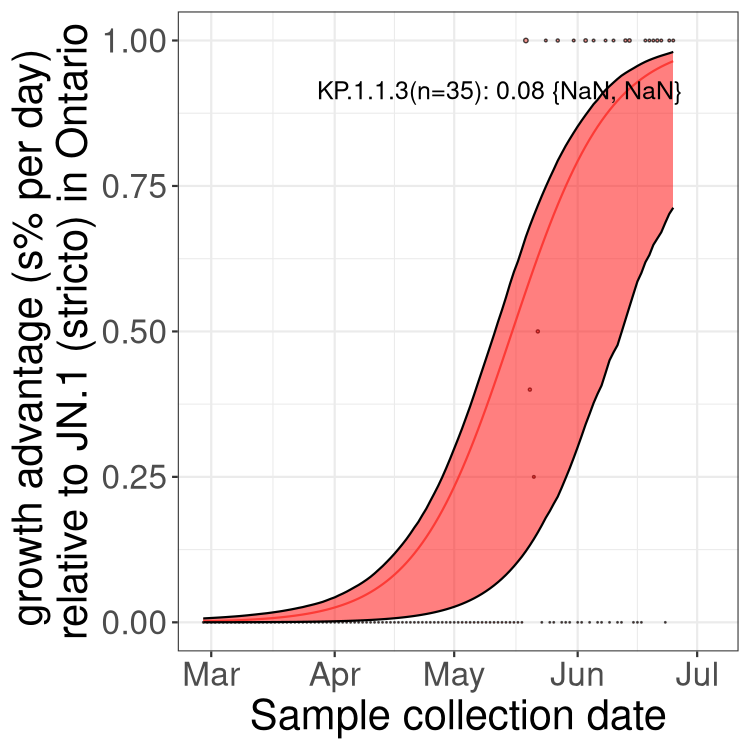 growth advantage (s% per day)
relative to JN.1 (stricto) in Ontario
1.00
0.75
0.50
0.25
0.00
KP.1.1.3(n=35): 0.08 {NaN, NaN}
Mar Apr May Jun Jul
Sample collection date